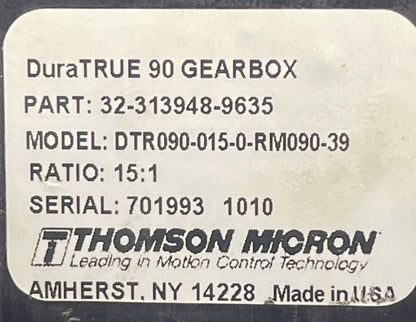 DuraTRUE 90 GEARBOX
PART: 32-313948-9635
MODEL: DTR090-015-0-RM090-39
RATIO: 15:1
SERIAL: 701993 1010
T THOMSON MICRON
Leading in Motion Control Technology
AMHERST, NY 14228 Made in USA